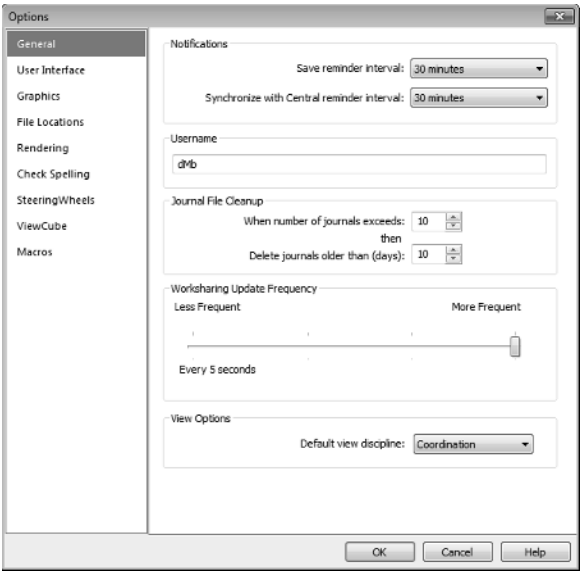 Options
General
User Interface
Graphics
File Locations
Rendering
Check Spelling
SteeringWheels
ViewCube
Macros
Notifications
Save reminder interval: 30 minutes
Synchronize with Central reminder interval: 30 minutes
Username
dMb
Journal File Cleanup
When number of journals exceeds: 10
then
Delete journals older than (days): 10
Worksharing Update Frequency
Less Frequent More Frequent
Every 5 seconds
View Options
Default view discipline: Coordination
OK Cancel Help